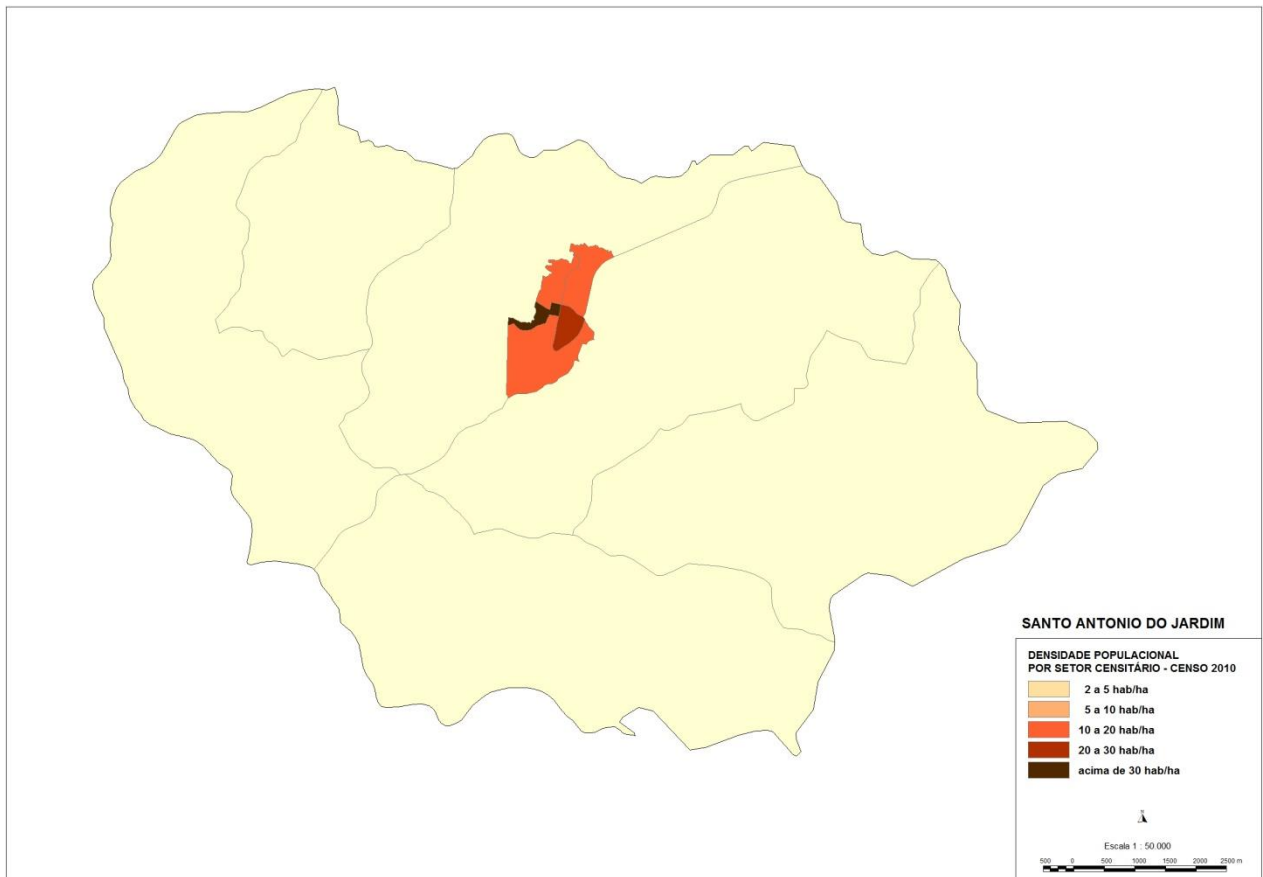 SANTO ANTONIO DO JARDIM
DENSIDADE POPULACIONAL
POR SETOR CENSITÁRIO - CENSO 2010
2 a 5 hab/ha
5 a 10 hab/ha
10 a 20 hab/ha
20 a 30 hab/ha
acima de 30 hab/ha
Escala 1 : 50.000
500 0 500 1000 1500 2000 2500 m